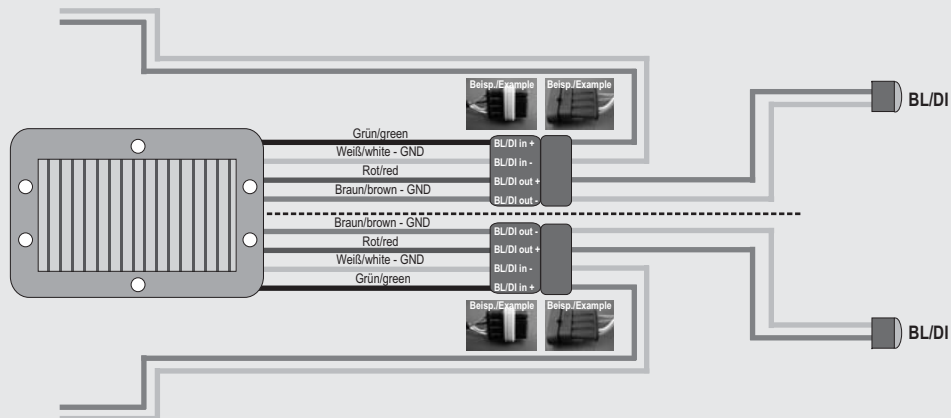 Beisp./Example Beisp./Example
BL/DI
Grün/green
BL/DI in +
Weiß/white - GND
BL/DI in -
Rot/red
BL/DI out +
Braun/brown - GND
BL/DI out -
Braun/brown - GND
BL/DI out -
Rot/red
BL/DI out +
Weiß/white - GND
BL/DI in -
Grün/green
BL/DI in +
Beisp./Example Beisp./Example
BL/DI